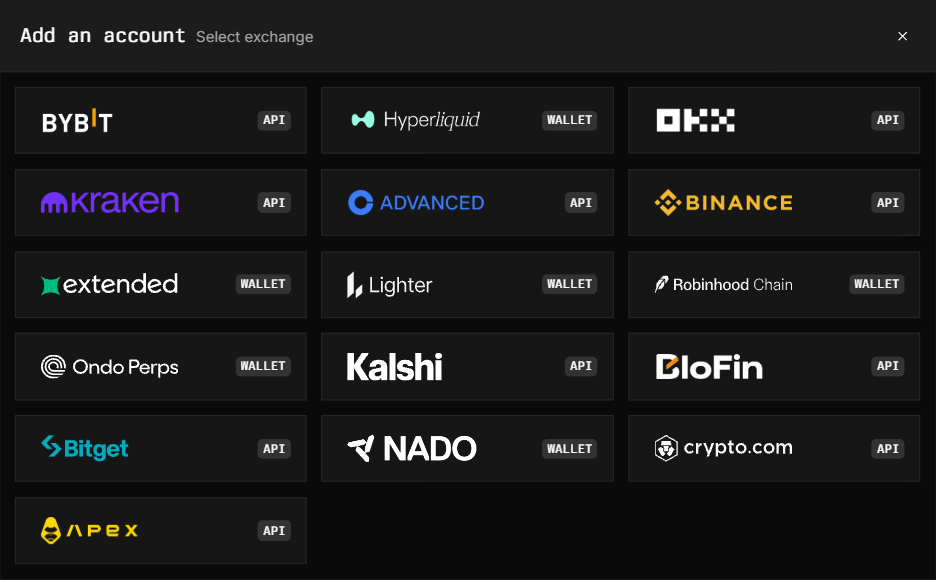 Add an account Select exchange ×
BYBIT API
Hyperliquid WALLET
OKX API
kraken API
ADVANCED API
BINANCE API
extended WALLET
Lighter WALLET
Robinhood Chain WALLET
Ondo Perps WALLET
Kalshi API
BloFin API
Bitget API
NADO WALLET
crypto.com API
APEX API